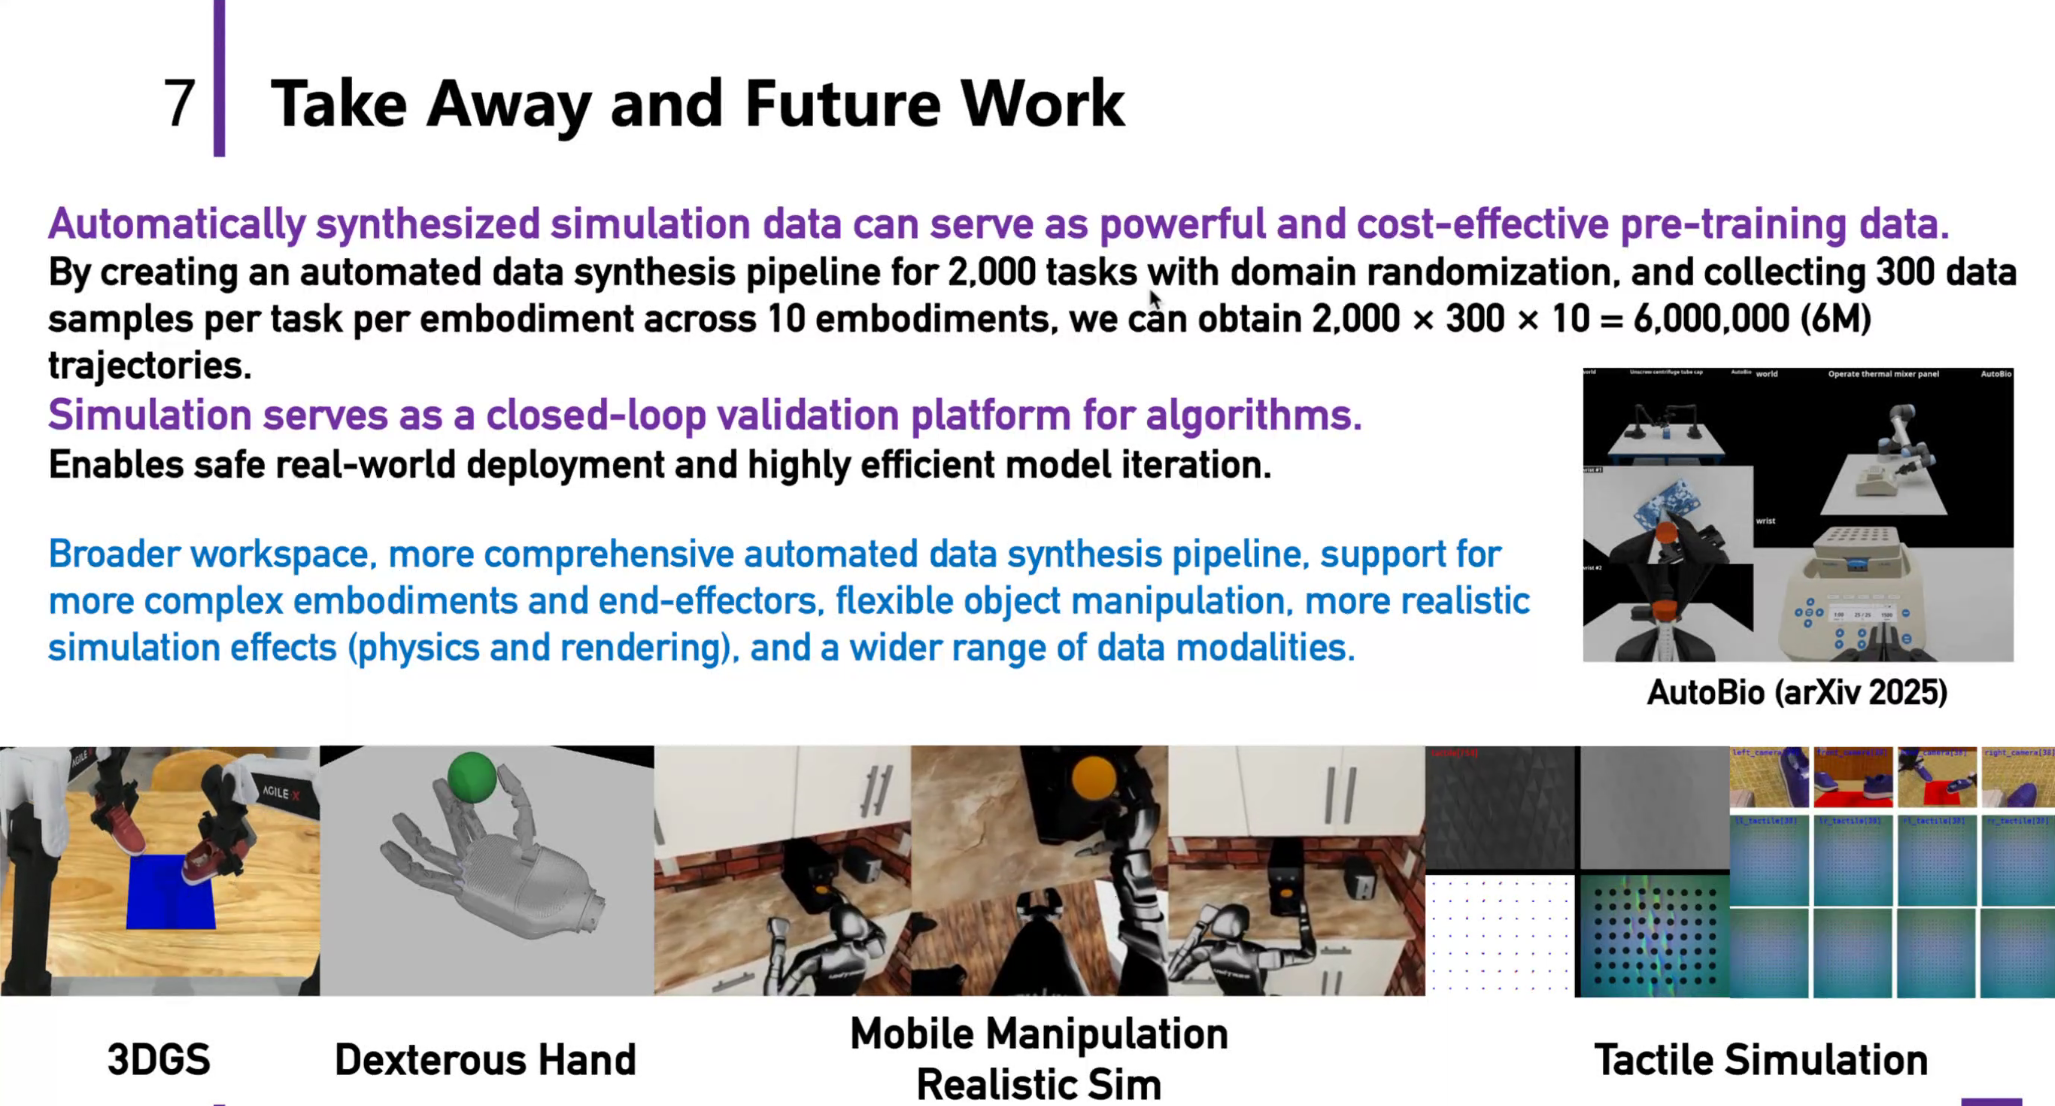 7
Take Away and Future Work
Automatically synthesized simulation data can serve as powerful and cost-effective pre-training data.
By creating an automated data synthesis pipeline for 2,000 tasks with domain randomization, and collecting 300 data
samples per task per embodiment across 10 embodiments, we can obtain 2,000 × 300 × 10 = 6,000,000 (6M)
trajectories.
Simulation serves as a closed-loop validation platform for algorithms.
Enables safe real-world deployment and highly efficient model iteration.
Broader workspace, more comprehensive automated data synthesis pipeline, support for
more complex embodiments and end-effectors, flexible object manipulation, more realistic
simulation effects (physics and rendering), and a wider range of data modalities.
world Unscrew centrifuge tube cap AutoBio
world Operate thermal mixer panel AutoBio
wrist #1
wrist
wrist #2
AutoBio (arXiv 2025)
AGILE
AGILE X
left_camera
right_camera[38]
3DGS
Dexterous Hand
Mobile Manipulation
Realistic Sim
Tactile Simulation